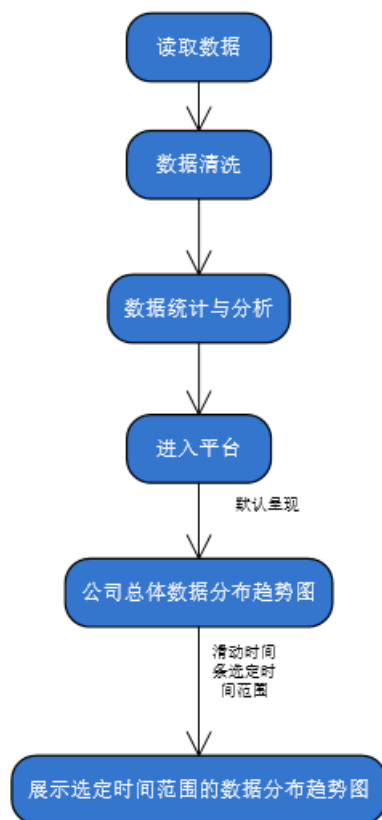 读取数据
数据清洗
数据统计与分析
进入平台
默认呈现
公司总体数据分布趋势图
滑动时间
条选定时
间范围
展示选定时间范围的数据分布趋势图